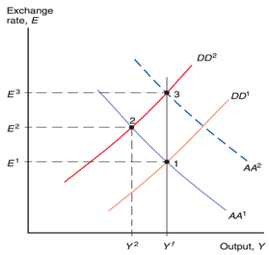 Exchange
rate, E
DD²
DD¹
E³
3
2
E²
E¹
1
AA²
AA¹
Y² Yᶠ Output, Y